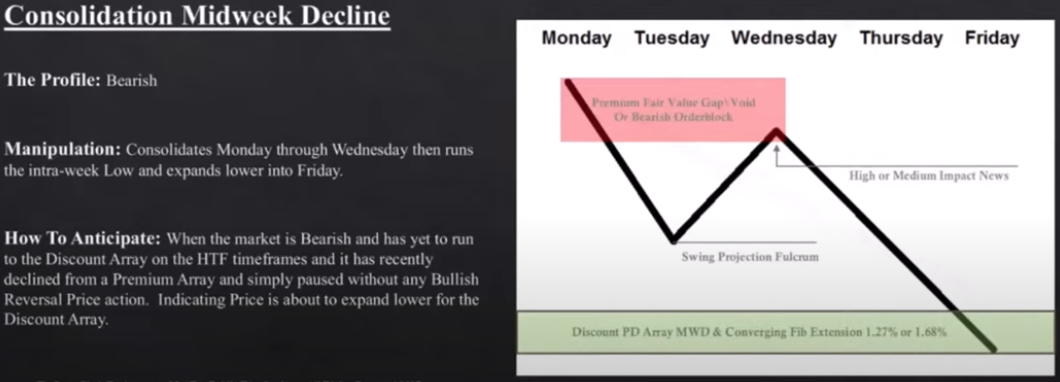 Consolidation Midweek Decline
The Profile: Bearish
Manipulation: Consolidates Monday through Wednesday then runs
the intra-week Low and expands lower into Friday.
How To Anticipate: When the market is Bearish and has yet to run
to the Discount Array on the HTF timeframes and it has recently
declined from a Premium Array and simply paused without any Bullish
Reversal Price action. Indicating Price is about to expand lower for the
Discount Array.
Monday Tuesday Wednesday Thursday Friday
Premium Fair Value Gap\Void
Or Bearish Orderblock
High or Medium Impact News
Swing Projection Fulcrum
Discount PD Array MWD & Converging Fib Extension 1.27% or 1.68%